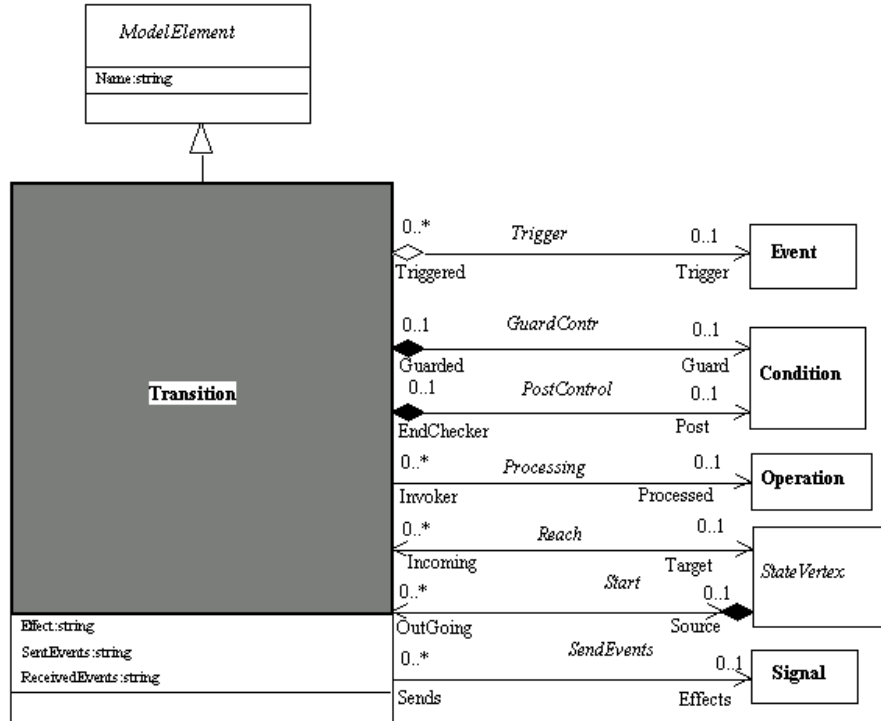 ModelElement
Name:string
Transition
Effect:string
SentEvents:string
ReceivedEvents:string
0..* Trigger 0..1
Triggered Trigger
Event
0..1 GuardContr 0..1
Guarded Guard
Condition
0..1 PostControl 0..1
EndChecker Post
0..* Processing 0..1
Invoker Processed
Operation
0..* Reach 0..1
Incoming Target
StateVertex
0..* Start 0..1
OutGoing Source
0..* SendEvents 0..1
Sends Effects
Signal